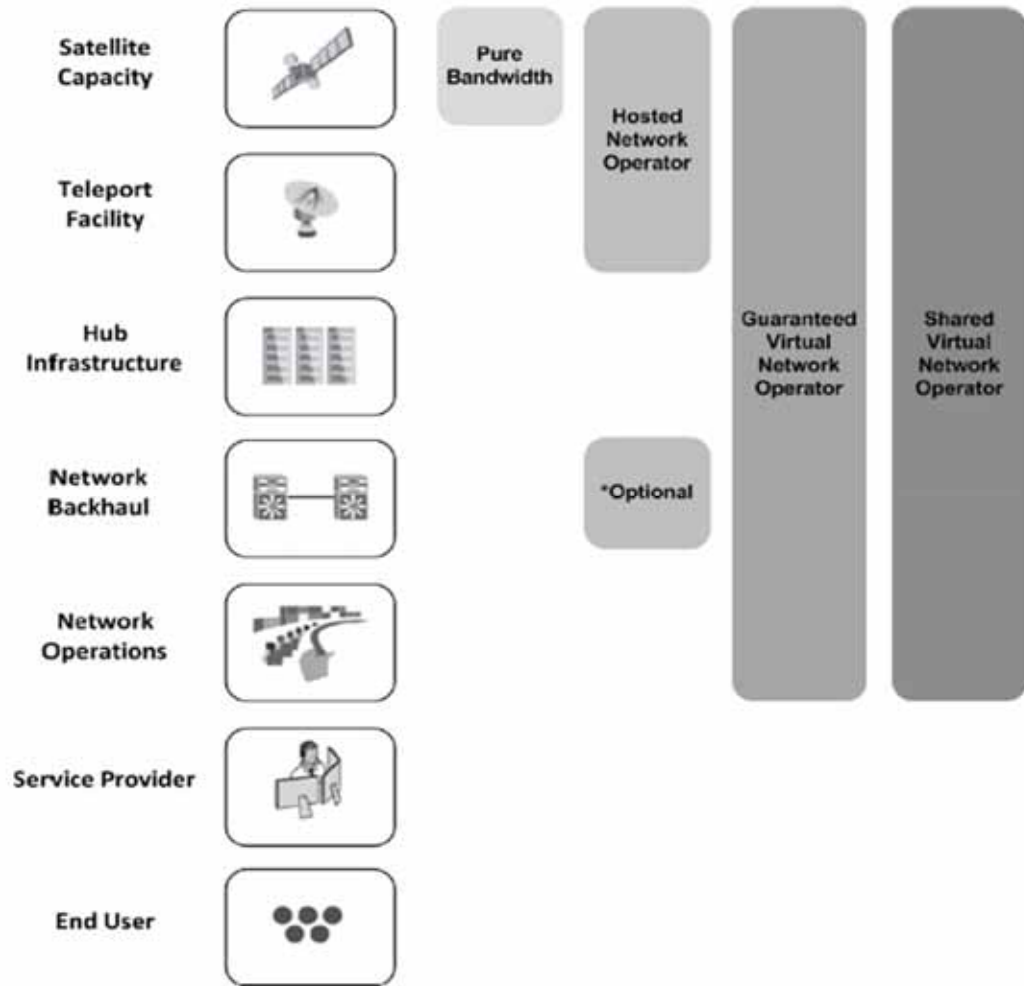 Satellite
Capacity
Pure
Bandwidth
Hosted
Network
Operator
Teleport
Facility
Hub
Infrastructure
Guaranteed
Virtual
Network
Operator
Shared
Virtual
Network
Operator
Network
Backhaul
*Optional
Network
Operations
Service Provider
End User